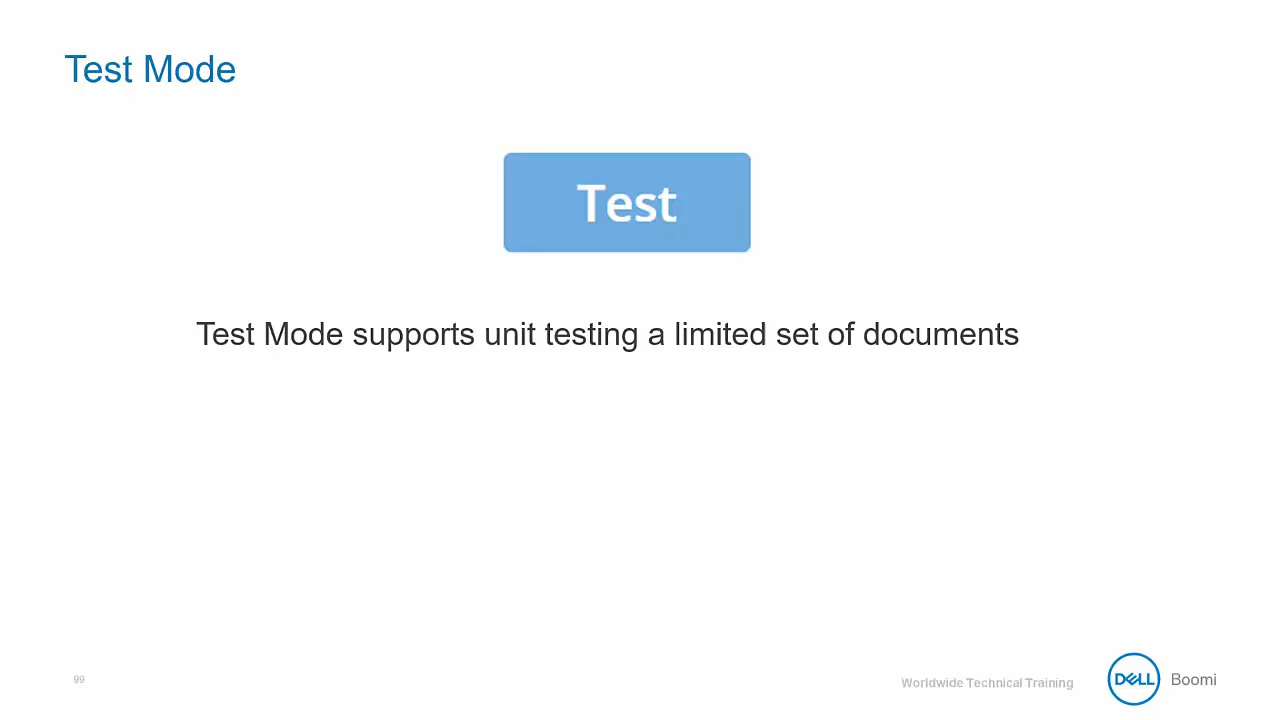 Test Mode
Test
Test Mode supports unit testing a limited set of documents
99
Worldwide Technical Training
DELL Boomi